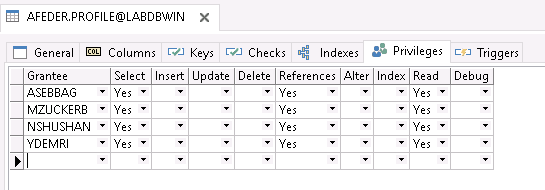 AFEDER.PROFILE@LABDBWIN
General Columns Keys Checks Indexes Privileges Triggers
Grantee Select Insert Update Delete References Alter Index Read Debug
ASEBBAG Yes Yes Yes
MZUCKERB Yes Yes Yes
NSHUSHAN Yes Yes Yes
YDEMRI Yes Yes Yes